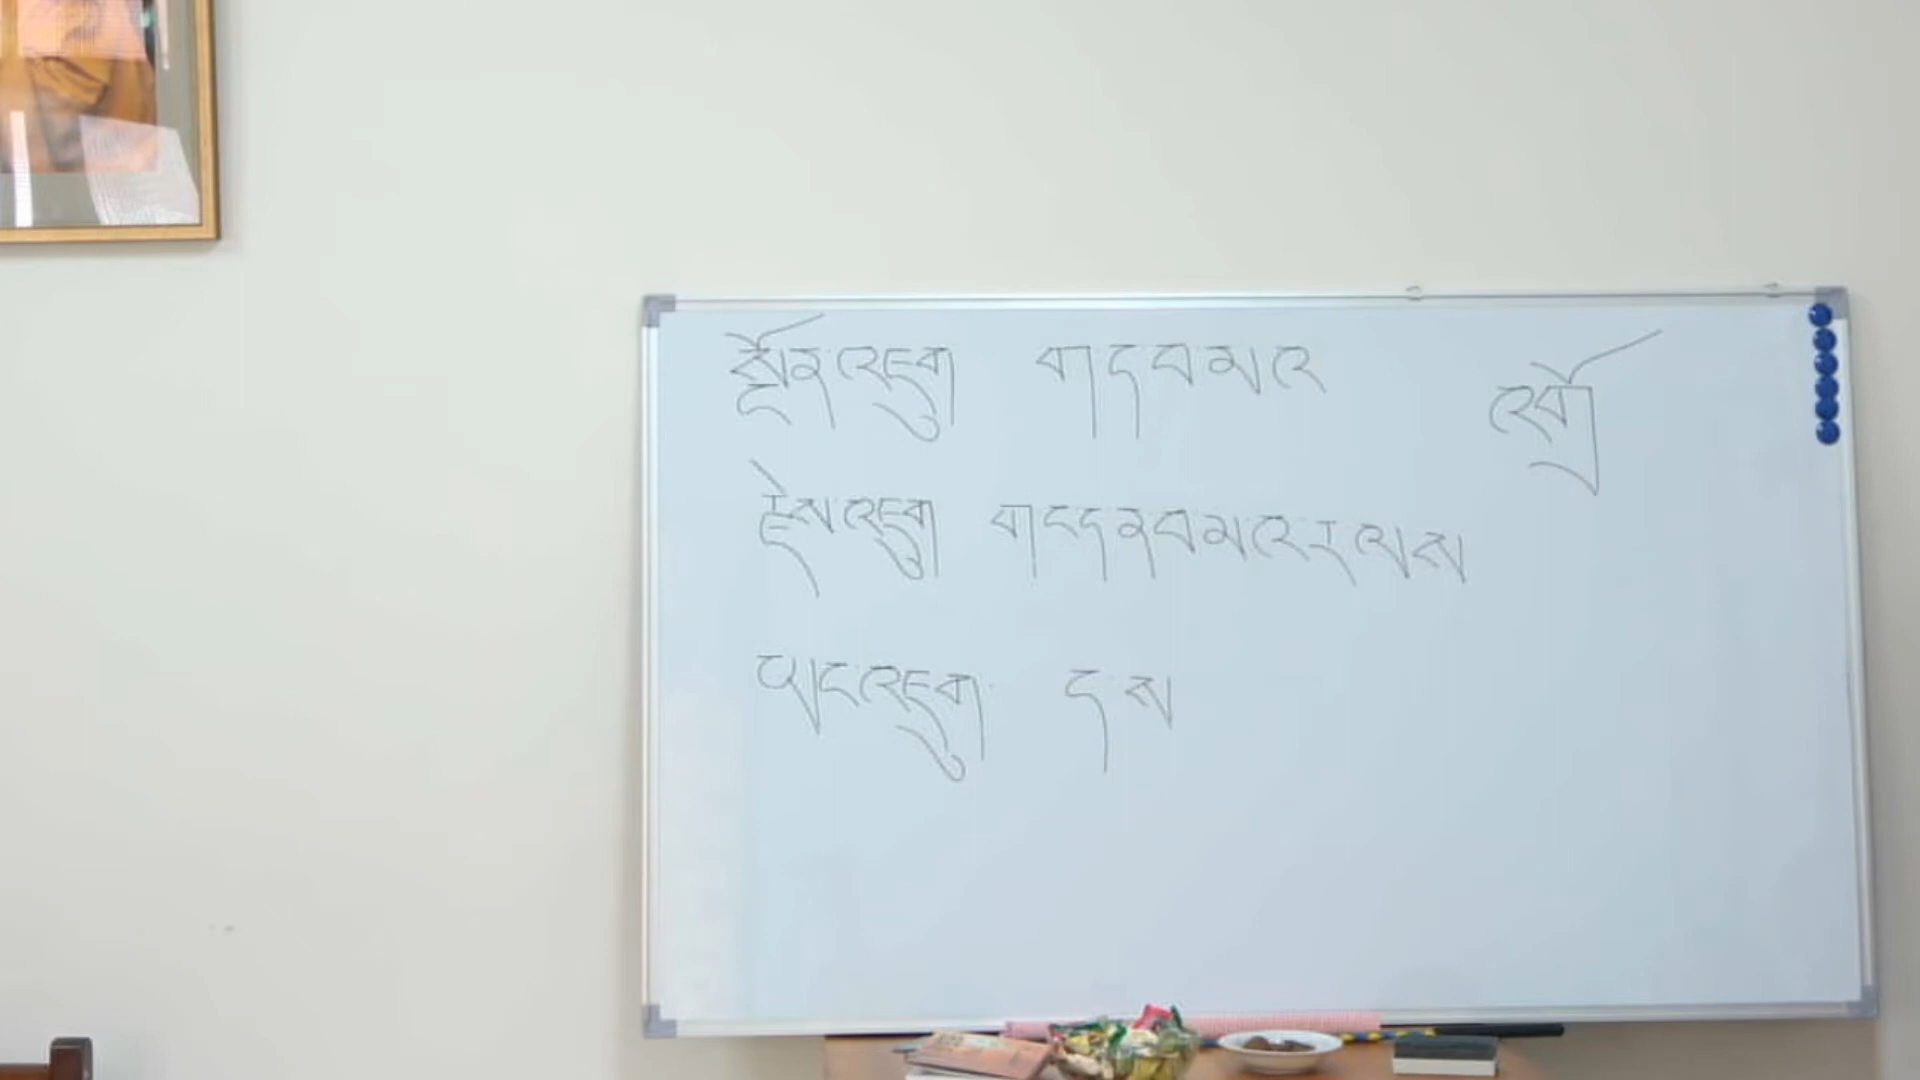 སྔོན་འཇུག ག ད བ མ འ འགྲོ
རྗེས་འཇུག ག ང ད ན བ མ འ ར ལ ས
ཡང་འཇུག ད ས